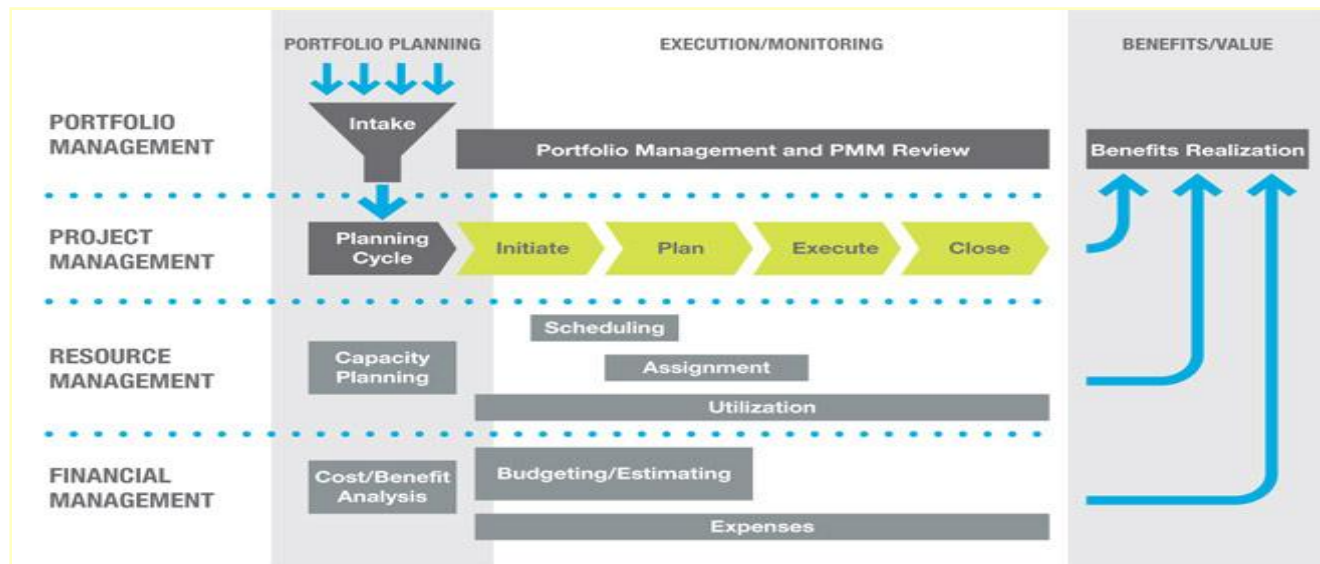 PORTFOLIO PLANNING
EXECUTION/MONITORING
BENEFITS/VALUE
PORTFOLIO
MANAGEMENT
Intake
Portfolio Management and PMM Review
Benefits Realization
PROJECT
MANAGEMENT
Planning
Cycle
Initiate
Plan
Execute
Close
RESOURCE
MANAGEMENT
Capacity
Planning
Scheduling
Assignment
Utilization
FINANCIAL
MANAGEMENT
Cost/Benefit
Analysis
Budgeting/Estimating
Expenses